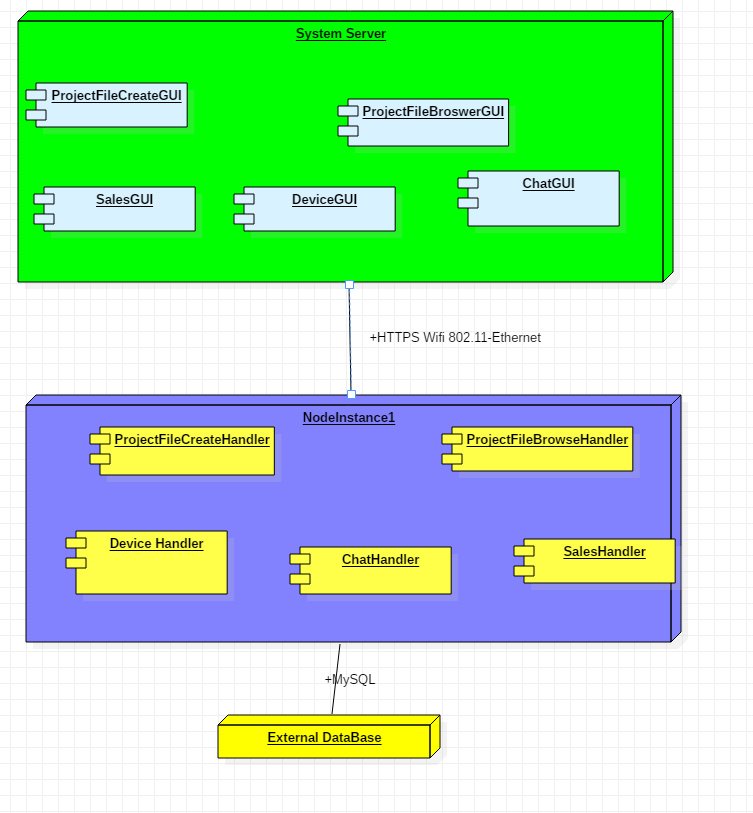 System Server
ProjectFileCreateGUI
ProjectFileBroswerGUI
SalesGUI
DeviceGUI
ChatGUI
+HTTPS Wifi 802.11-Ethernet
NodeInstance1
ProjectFileCreateHandler
ProjectFileBrowseHandler
Device Handler
ChatHandler
SalesHandler
+MySQL
External DataBase